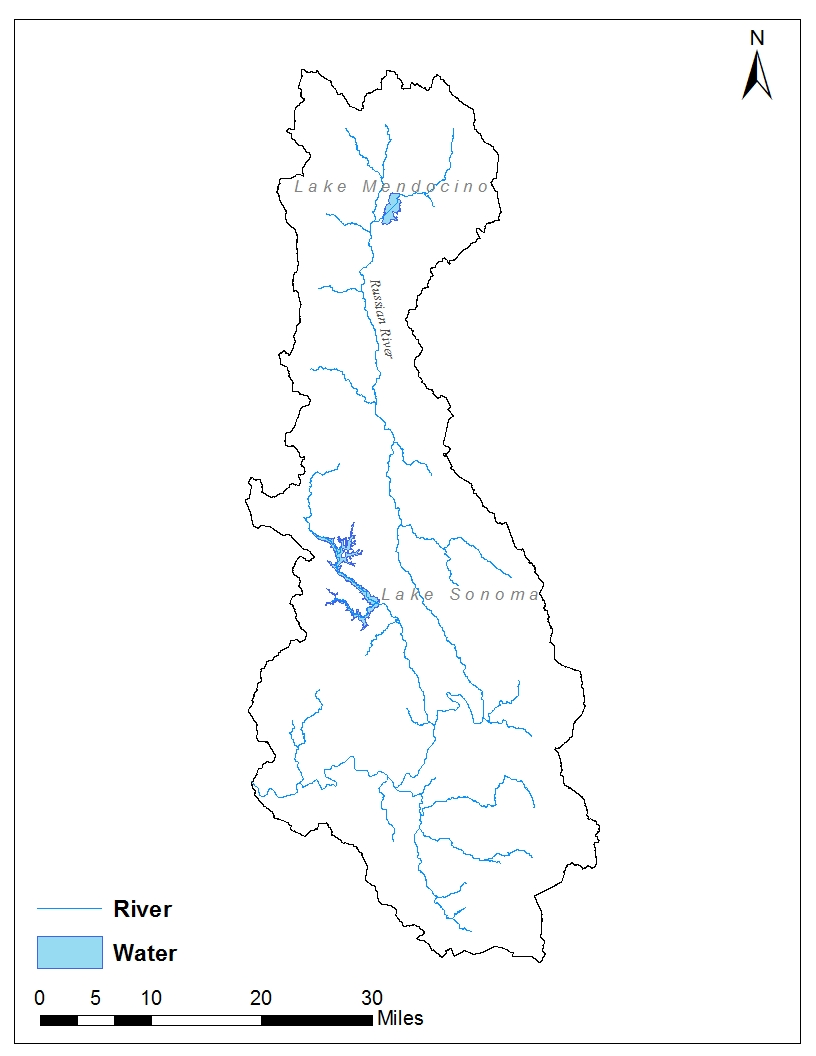 N
Lake Mendocino
Russian River
Lake Sonoma
River
Water
0 5 10 20 30
Miles